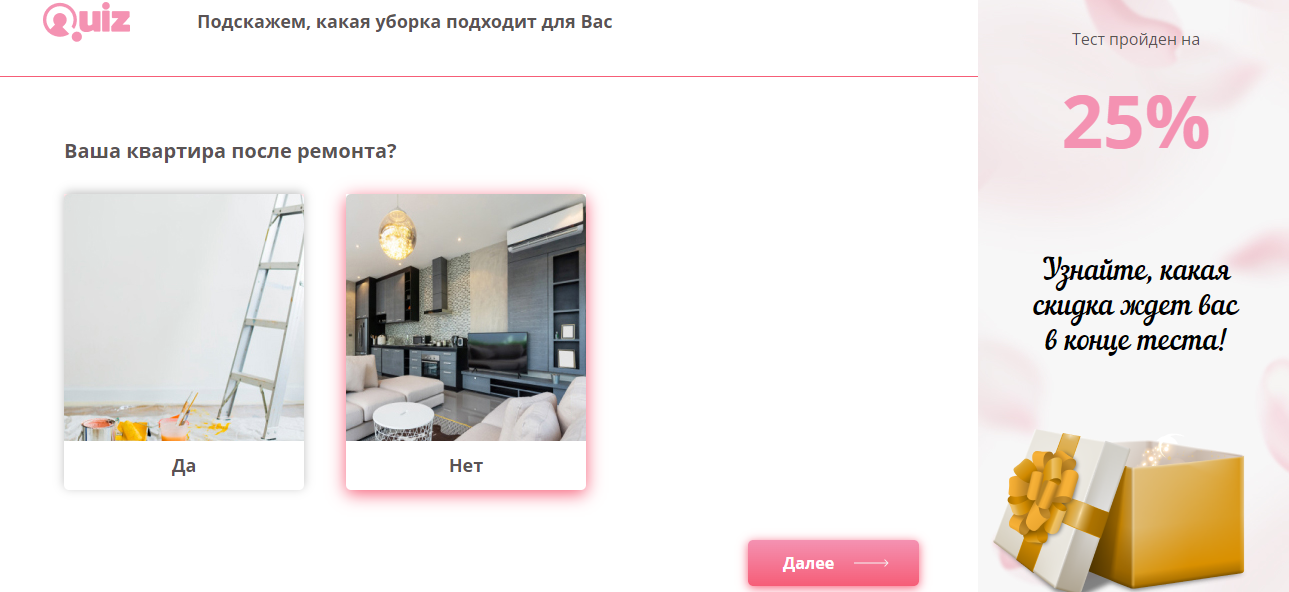 Quiz
Подскажем, какая уборка подходит для Вас
Тест пройден на
25%
Ваша квартира после ремонта?
Да
Нет
Узнайте, какая
скидка ждет вас
в конце теста!
Далее